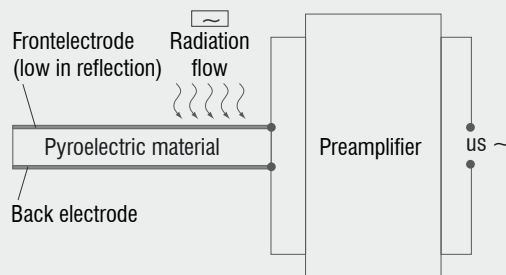 ~
Frontelectrode
(low in reflection)
Radiation
flow
Pyroelectric material
Preamplifier
us ~
Back electrode